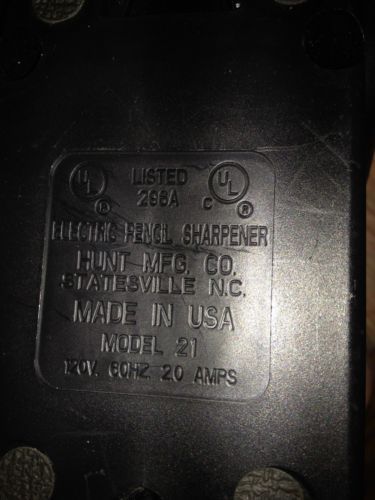 UL ® LISTED 296A C UL ®
ELECTRIC PENCIL SHARPENER
HUNT MFG. CO.
STATESVILLE N.C.
MADE IN USA
MODEL 21
120V. 60HZ. 2.0 AMPS